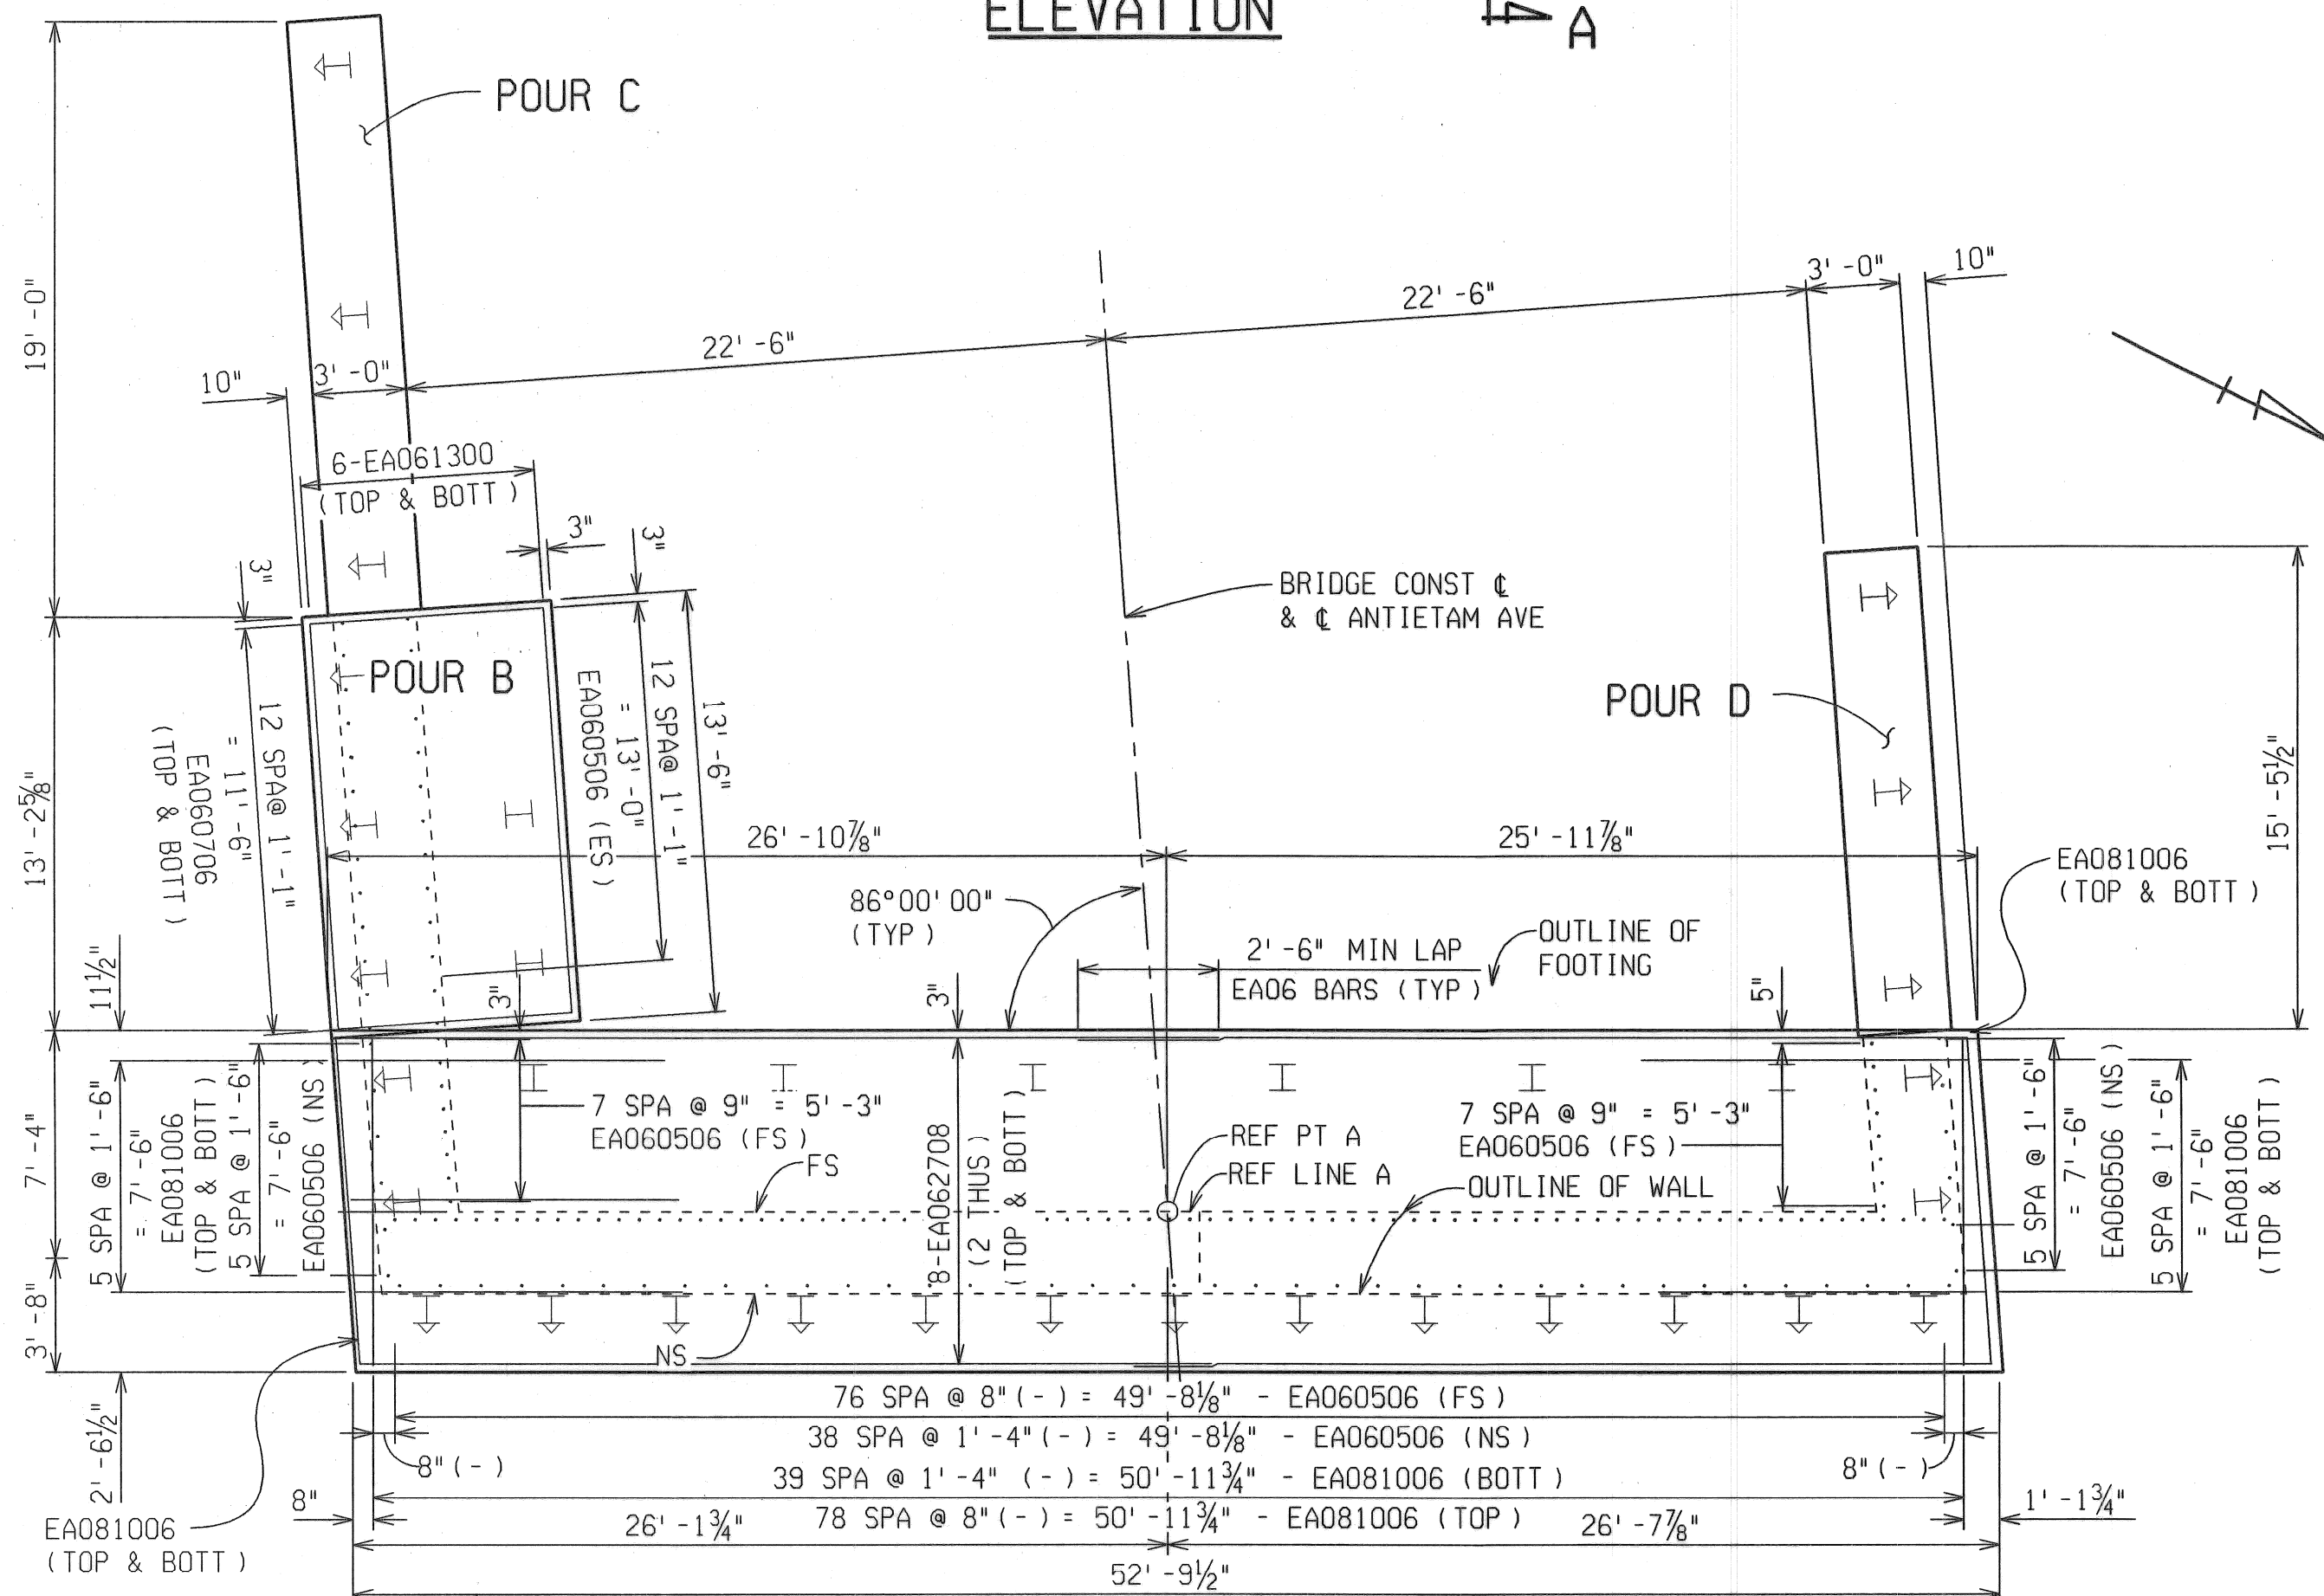 ELEVATION
A
POUR C
19'-0"
22'-6"
22'-6"
3'-0"
10"
10"
3'-0"
6-EA061300
(TOP & BOTT)
3"
3"
3"
BRIDGE CONST ℄
& ℄ ANTIETAM AVE
POUR B
POUR D
13'-2⅝"
12 SPA@ 1'-1"
= 11'-6"
EA060706
(TOP & BOTT)
EA060506 (ES)
12 SPA@ 1'-1"
= 13'-0"
13'-6"
15'-5½"
26'-10⅞"
25'-11⅞"
EA081006
(TOP & BOTT)
86°00'00"
(TYP)
2'-6" MIN LAP
EA06 BARS (TYP)
OUTLINE OF
FOOTING
11½"
3"
3"
5"
7'-4"
5 SPA @ 1'-6"
= 7'-6"
EA081006
(TOP & BOTT)
5 SPA @ 1'-6"
= 7'-6"
EA060506 (NS)
7 SPA @ 9" = 5'-3"
EA060506 (FS)
FS
8-EA062708
(2 THUS)
(TOP & BOTT)
REF PT A
REF LINE A
7 SPA @ 9" = 5'-3"
EA060506 (FS)
OUTLINE OF WALL
5 SPA @ 1'-6"
= 7'-6"
EA060506 (NS)
5 SPA @ 1'-6"
= 7'-6"
EA081006
(TOP & BOTT)
3'-8"
NS
76 SPA @ 8"(-) = 49'-8⅛" - EA060506 (FS)
38 SPA @ 1'-4"(-) = 49'-8⅛" - EA060506 (NS)
8"(-)
8"(-)
39 SPA @ 1'-4" (-) = 50'-11¾" - EA081006 (BOTT)
2'-6½"
8"
1'-1¾"
78 SPA @ 8"(-) = 50'-11¾" - EA081006 (TOP)
26'-1¾"
26'-7⅞"
EA081006
(TOP & BOTT)
52'-9½"